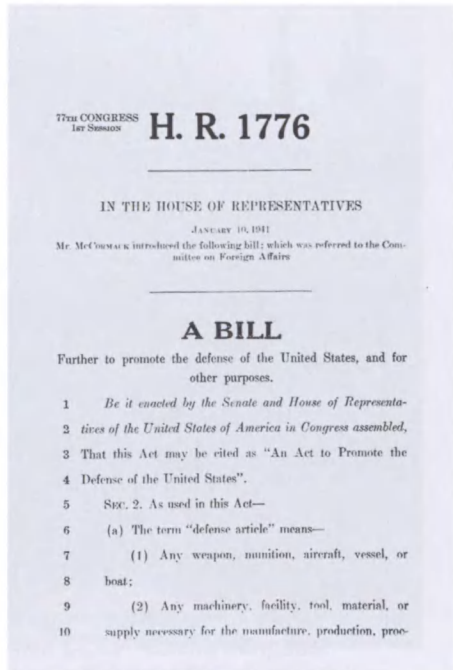 77TH CONGRESS
1ST SESSION
H. R. 1776
IN THE HOUSE OF REPRESENTATIVES
JANUARY 10, 1941
Mr. MCCORMACK introduced the following bill; which was referred to the Com-
mittee on Foreign Affairs
A BILL
Further to promote the defense of the United States, and for
other purposes.
1 Be it enacted by the Senate and House of Representa-
2 tives of the United States of America in Congress assembled,
3 That this Act may be cited as “An Act to Promote the
4 Defense of the United States”.
5 SEC. 2. As used in this Act—
6 (a) The term “defense article” means—
7 (1) Any weapon, munition, aircraft, vessel, or
8 boat;
9 (2) Any machinery, facility, tool, material, or
10 supply necessary for the manufacture, production, proc-